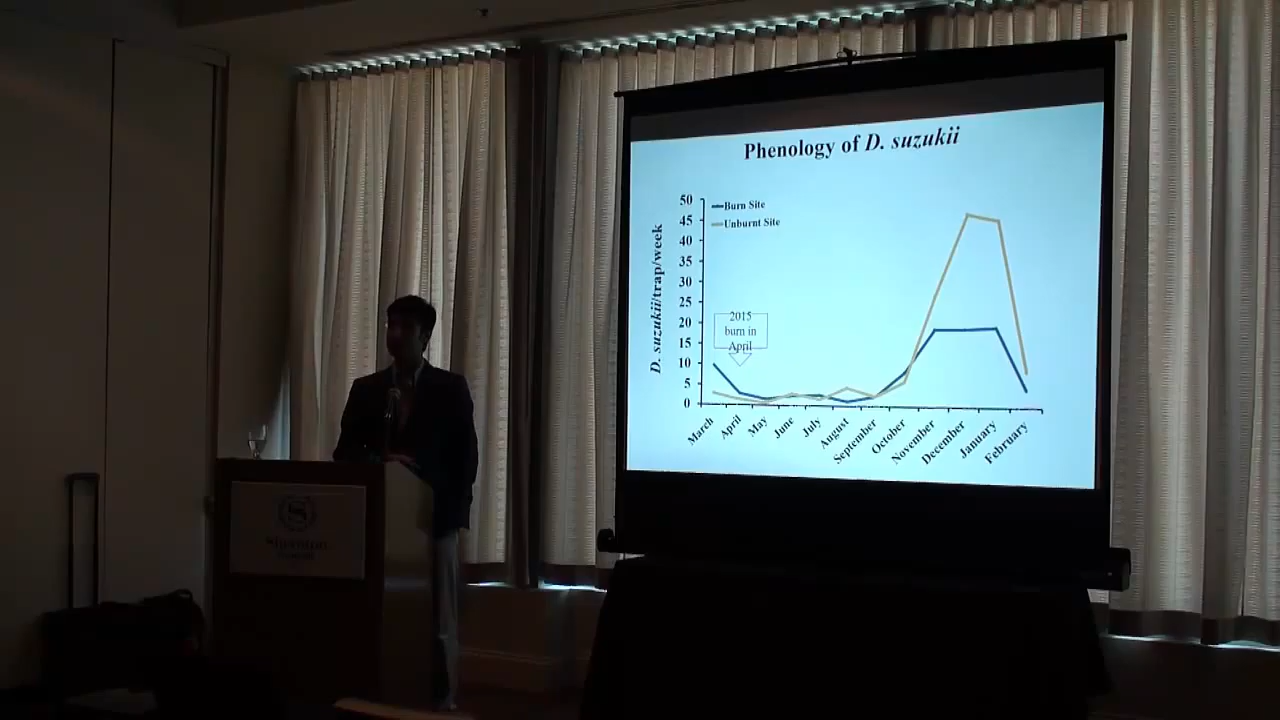 Phenology of D. suzukii
50
45
40
35
30
25
20
15
10
5
0
D. suzukii/trap/week
Burn Site
Unburnt Site
2015
burn in
April
March
April
May
June
July
August
September
October
November
December
January
February
Sheraton